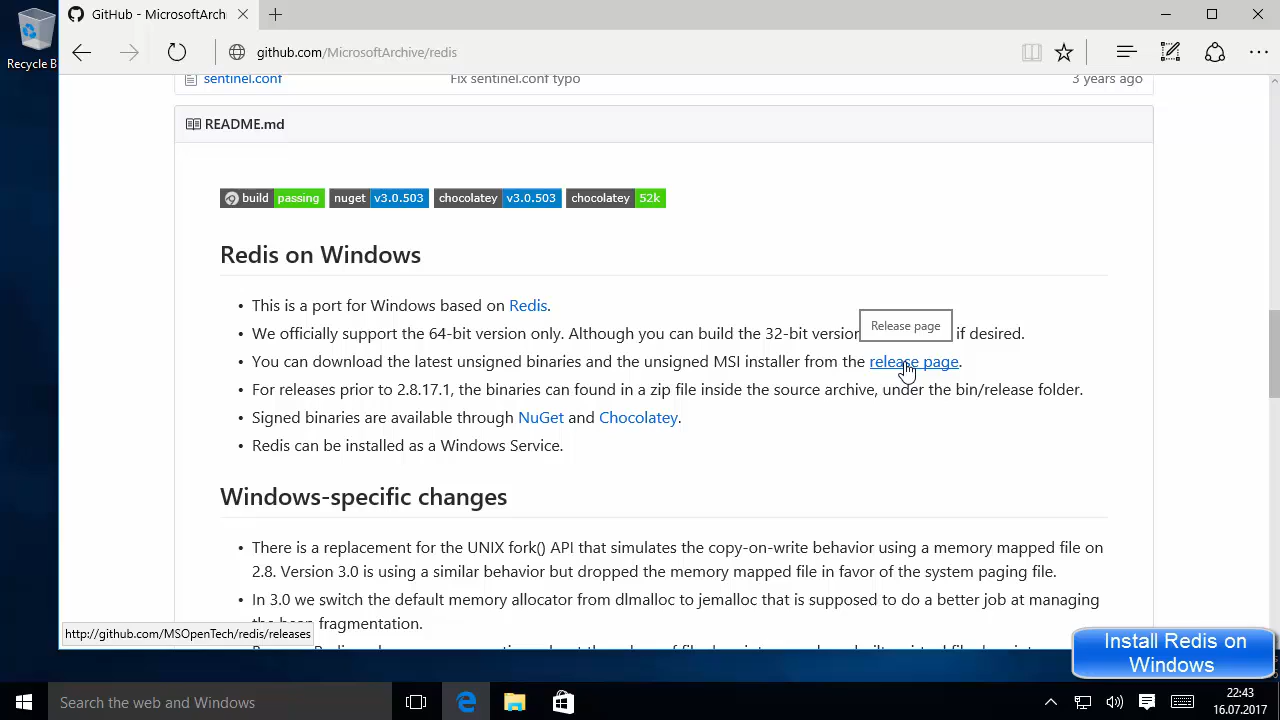 GitHub - MicrosoftArchi
Recycle B
github.com/MicrosoftArchive/redis
sentinel.conf Fix sentinel.conf typo 3 years ago
README.md
build passing nuget v3.0.503 chocolatey v3.0.503 chocolatey 52k
Redis on Windows
• This is a port for Windows based on Redis.
• We officially support the 64-bit version only. Although you can build the 32-bit version if desired.
Release page
• You can download the latest unsigned binaries and the unsigned MSI installer from the release page.
• For releases prior to 2.8.17.1, the binaries can found in a zip file inside the source archive, under the bin/release folder.
• Signed binaries are available through NuGet and Chocolatey.
• Redis can be installed as a Windows Service.
Windows-specific changes
• There is a replacement for the UNIX fork() API that simulates the copy-on-write behavior using a memory mapped file on
2.8. Version 3.0 is using a similar behavior but dropped the memory mapped file in favor of the system paging file.
• In 3.0 we switch the default memory allocator from dlmalloc to jemalloc that is supposed to do a better job at managing
the heap fragmentation.
http://github.com/MSOpenTech/redis/releases
Install Redis on
Windows
Search the web and Windows
22:43
16.07.2017